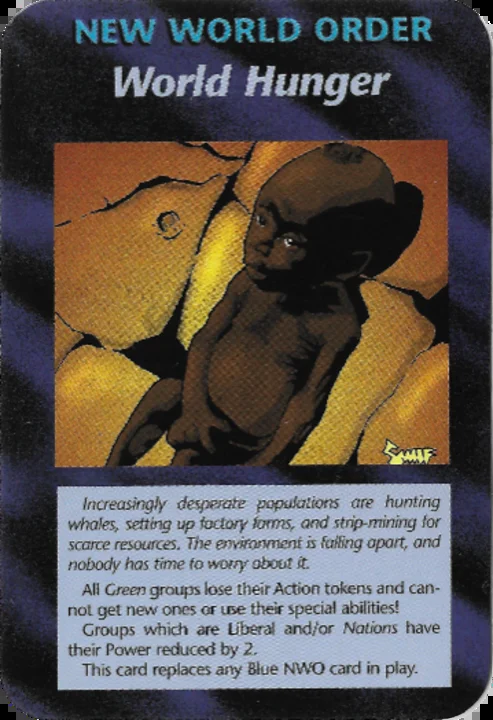 NEW WORLD ORDER
World Hunger
Increasingly desperate populations are hunting
whales, setting up factory farms, and strip-mining for
scarce resources. The environment is falling apart, and
nobody has time to worry about it.
All Green groups lose their Action tokens and can-
not get new ones or use their special abilities!
Groups which are Liberal and/or Nations have
their Power reduced by 2.
This card replaces any Blue NWO card in play.